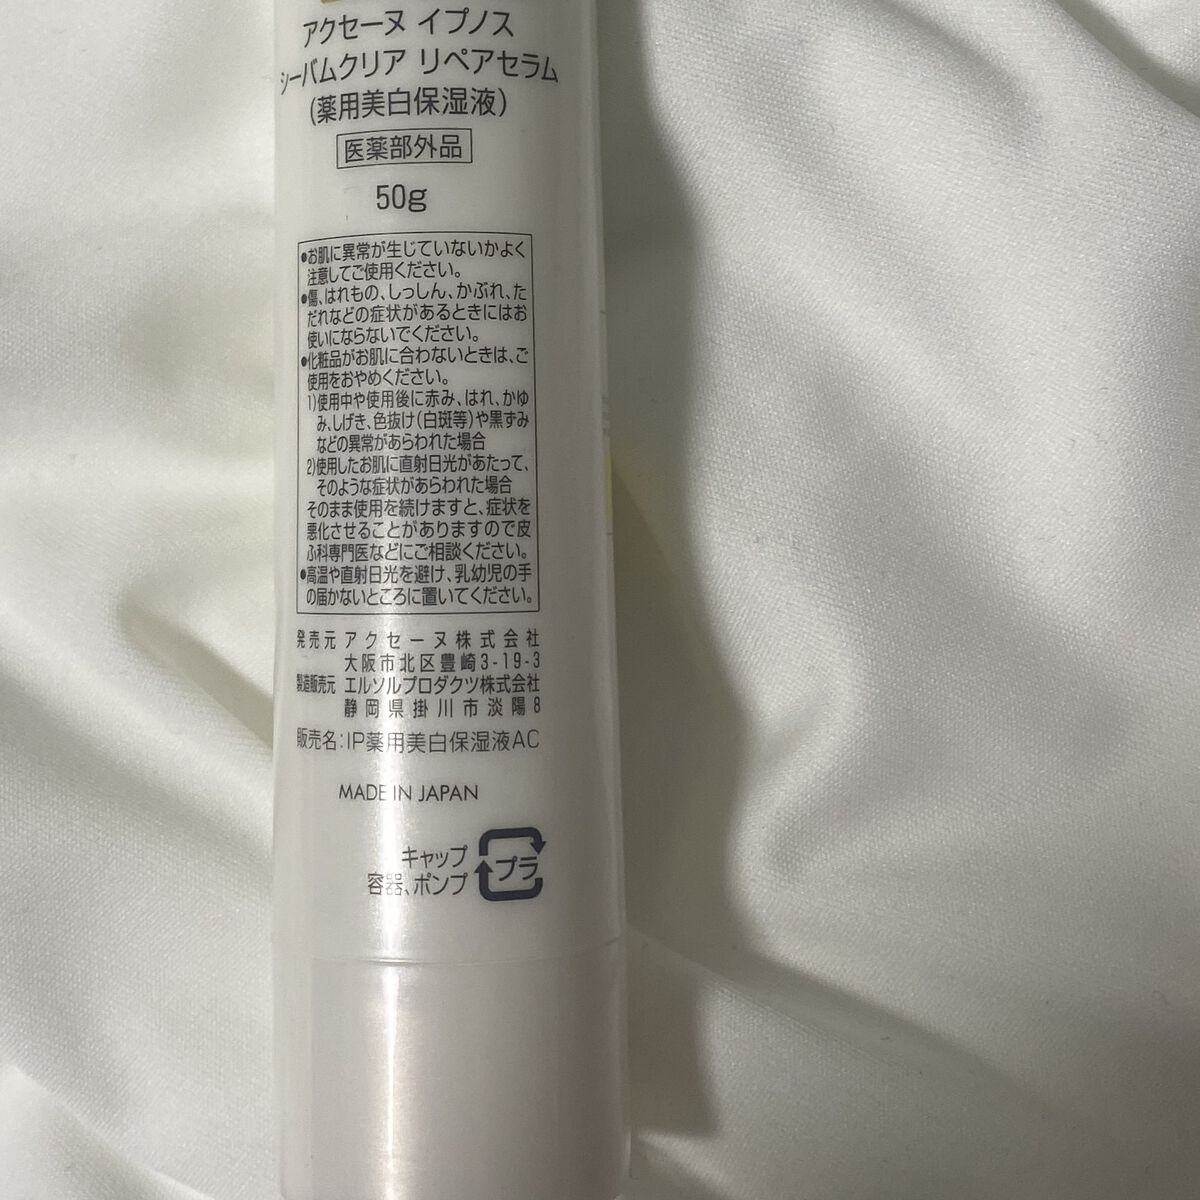 アクセーヌ イプノス
シーバムクリア リペアセラム
(薬用美白保湿液)
医薬部外品
50g
●お肌に異常が生じていないかよく
注意してご使用ください。
●傷、はれもの、しっしん、かぶれ、た
だれなどの症状があるときにはお
使いにならないでください。
●化粧品がお肌に合わないときは、ご
使用をおやめください。
1)使用中や使用後に赤み、はれ、かゆ
み、しげき、色抜け(白斑等)や黒ずみ
などの異常があらわれた場合
2)使用したお肌に直射日光があたって、
そのような症状があらわれた場合
そのまま使用を続けますと、症状を
悪化させることがありますので皮
ふ科専門医などにご相談ください。
●高温や直射日光を避け、乳幼児の手
の届かないところに置いてください。
発売元 アクセーヌ株式会社
大阪市北区豊崎3-19-3
製造販売元 エルソルプロダクツ株式会社
静岡県掛川市淡陽8
販売名:IP薬用美白保湿液AC
MADE IN JAPAN
キャップ
容器、ポンプ
プラ